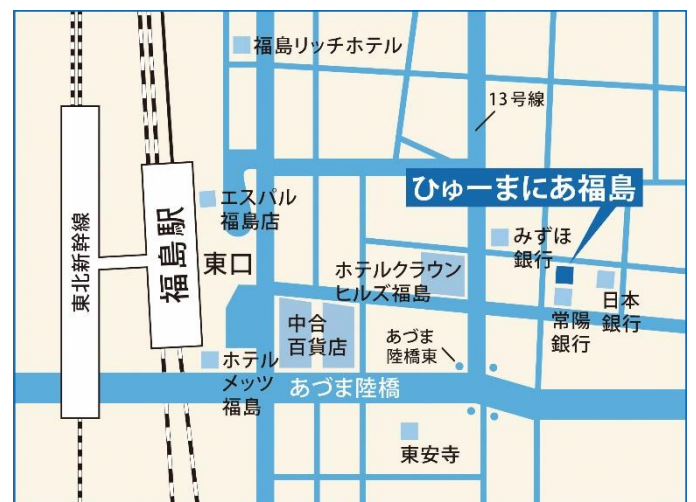 福島リッチホテル
13号線
ひゅーまにあ福島
エスパル
福島店
みずほ
銀行
東北新幹線
福島駅
東口
ホテルクラウン
ヒルズ福島
日本
銀行
常陽
銀行
中合
百貨店
あづま
陸橋東
ホテル
メッツ
福島
あづま陸橋
東安寺